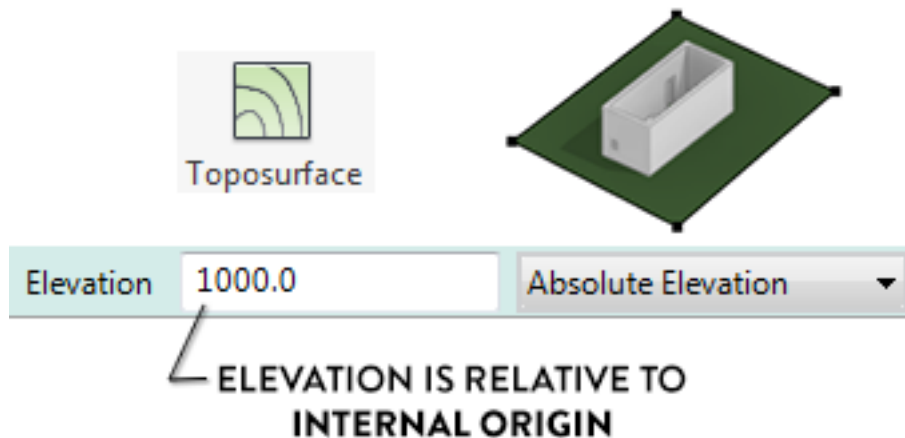 Toposurface
Elevation 1000.0 Absolute Elevation
ELEVATION IS RELATIVE TO
INTERNAL ORIGIN